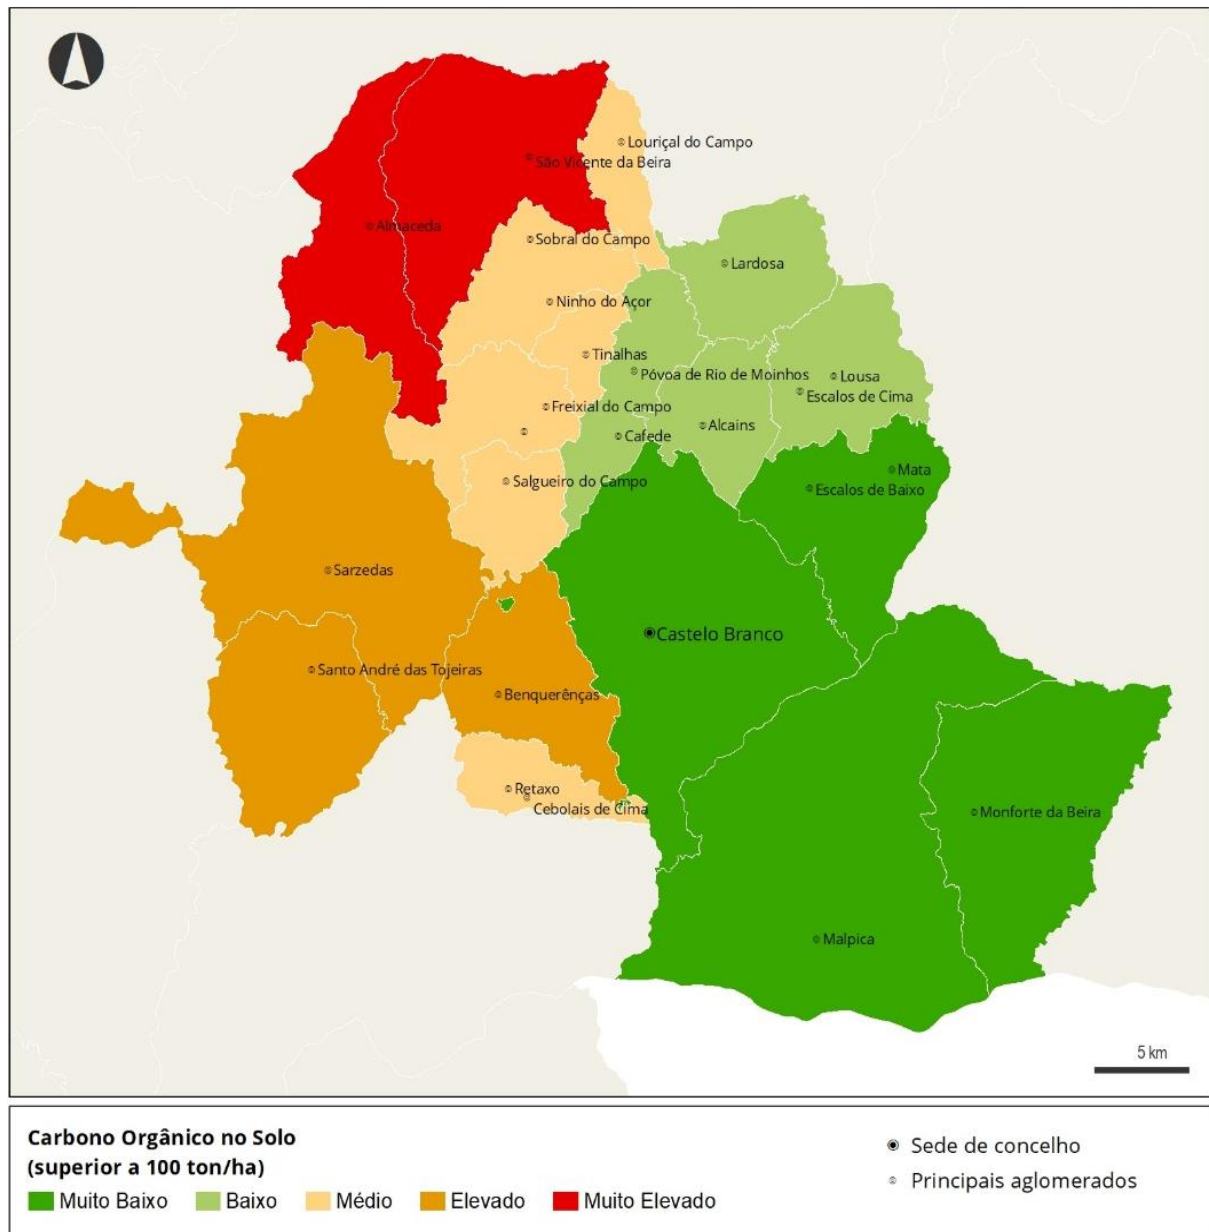 Louriçal do Campo
São Vicente da Beira
Almaceda
Sobral do Campo
Lardosa
Ninho do Açor
Tinalhas
Póvoa de Rio de Moinhos
Lousa
Escalos de Cima
Freixial do Campo
Alcains
Cafede
Mata
Salgueiro do Campo
Escalos de Baixo
Sarzedas
Castelo Branco
Santo André das Tojeiras
Benquerênças
Retaxo
Cebolais de Cima
Monforte da Beira
Malpica
5 km
Carbono Orgânico no Solo
(superior a 100 ton/ha)
Muito Baixo Baixo Médio Elevado Muito Elevado
Sede de concelho
Principais aglomerados